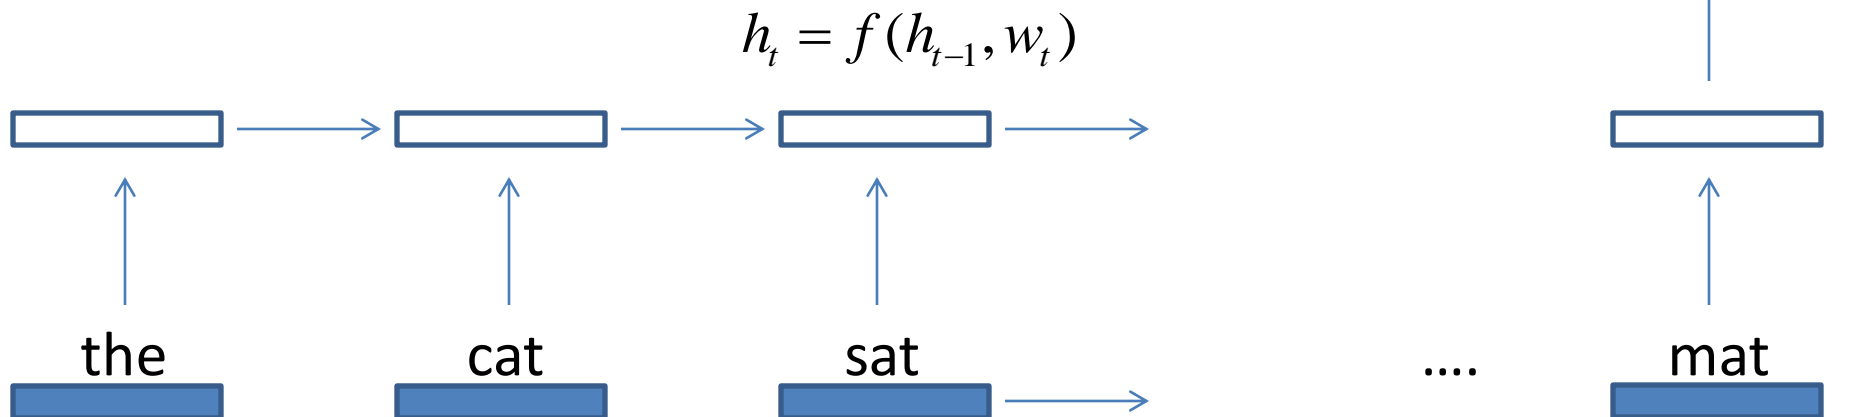 h_t = f(h_{t−1}, w_t)
the cat sat .... mat